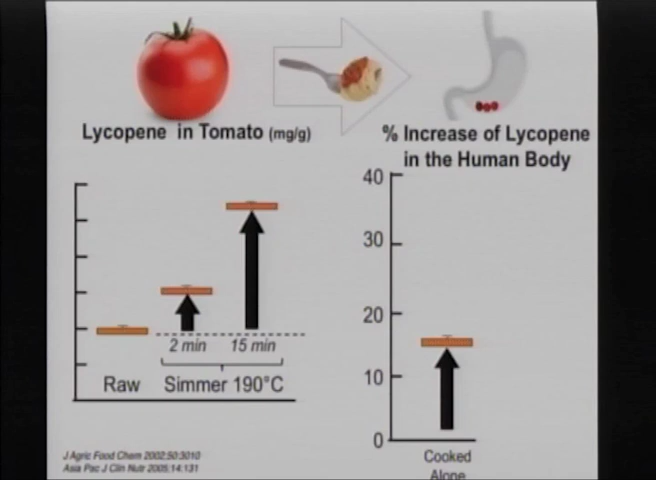 Lycopene in Tomato (mg/g)
% Increase of Lycopene
in the Human Body
2 min
15 min
Raw
Simmer 190°C
40
30
20
10
0
Cooked
Alone
J Agric Food Chem 2002:50:3010
Asia Pac J Clin Nutr 2005:14:131